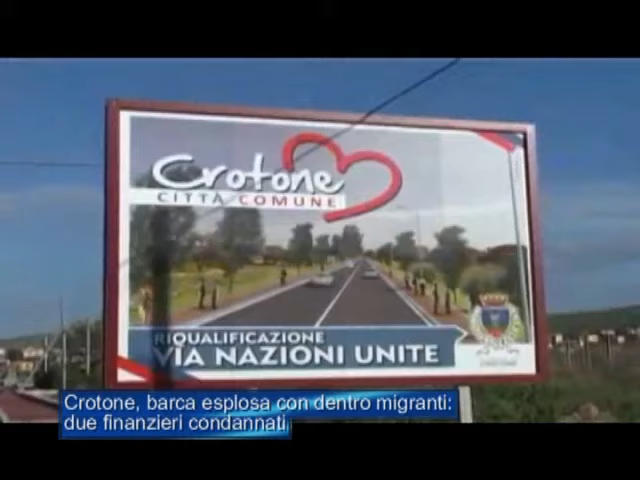 Crotone
CITTÀ COMUNE
RIQUALIFICAZIONE
VIA NAZIONI UNITE
Crotone, barca esplosa con dentro migranti:
due finanzieri condannati